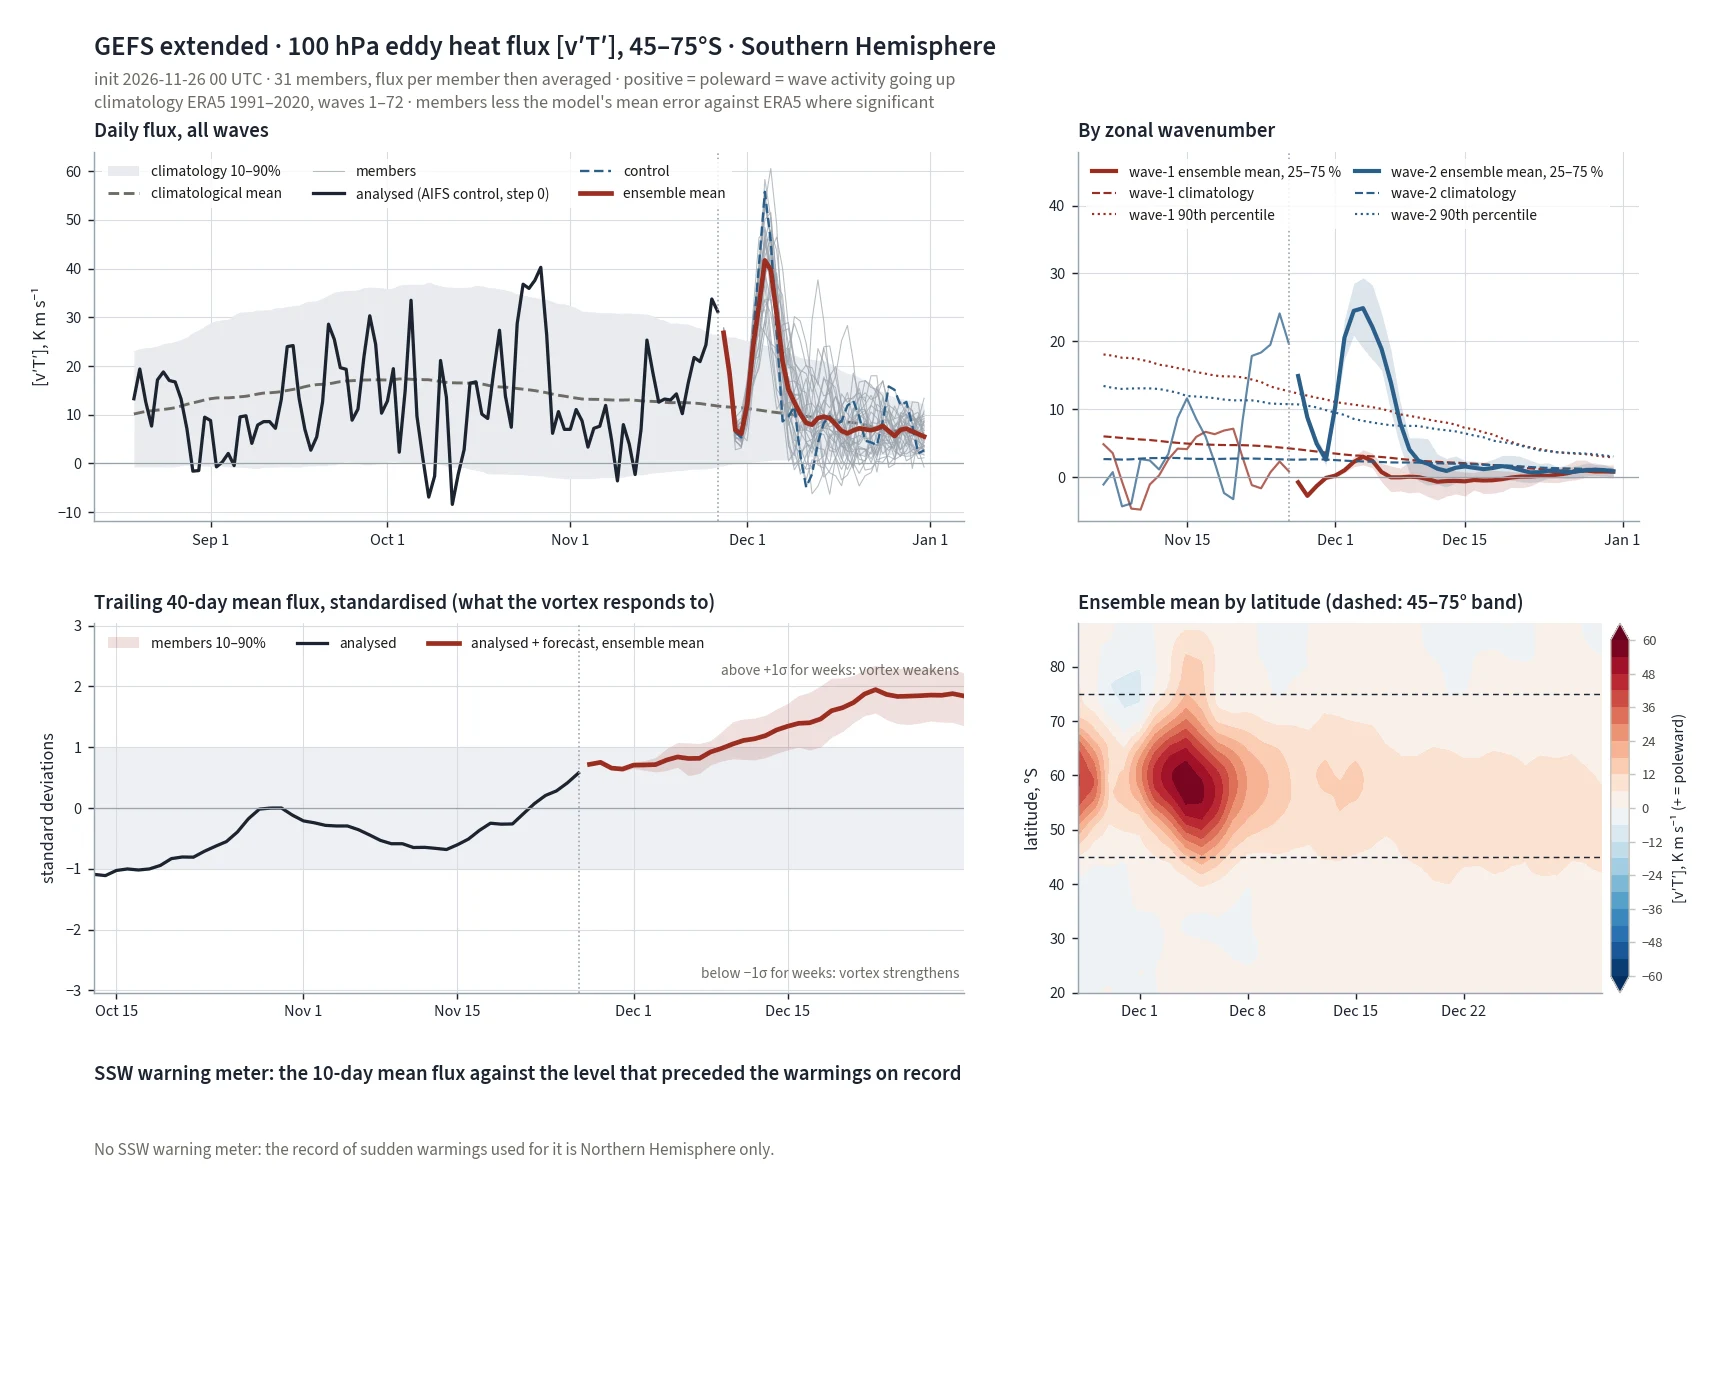 GEFS extended · 100 hPa eddy heat flux [v′T′], 45–75°S · Southern Hemisphere
init 2026-11-26 00 UTC · 31 members, flux per member then averaged · positive = poleward = wave activity going up
climatology ERA5 1991–2020, waves 1–72 · members less the model's mean error against ERA5 where significant
Daily flux, all waves
climatology 10–90%
members
control
climatological mean
analysed (AIFS control, step 0)
ensemble mean
[v′T′], K m s⁻¹
60
50
40
30
20
10
0
−10
Sep 1
Oct 1
Nov 1
Dec 1
Jan 1
By zonal wavenumber
wave-1 ensemble mean, 25–75 %
wave-2 ensemble mean, 25–75 %
wave-1 climatology
wave-2 climatology
wave-1 90th percentile
wave-2 90th percentile
40
30
20
10
0
Nov 15
Dec 1
Dec 15
Jan 1
Trailing 40-day mean flux, standardised (what the vortex responds to)
members 10–90%
analysed
analysed + forecast, ensemble mean
above +1σ for weeks: vortex weakens
below −1σ for weeks: vortex strengthens
standard deviations
3
2
1
0
−1
−2
−3
Oct 15
Nov 1
Nov 15
Dec 1
Dec 15
Ensemble mean by latitude (dashed: 45–75° band)
latitude, °S
80
70
60
50
40
30
20
Dec 1
Dec 8
Dec 15
Dec 22
60
48
36
24
12
0
−12
−24
−36
−48
−60
[v′T′], K m s⁻¹ (+ = poleward)
SSW warning meter: the 10-day mean flux against the level that preceded the warmings on record
No SSW warning meter: the record of sudden warmings used for it is Northern Hemisphere only.